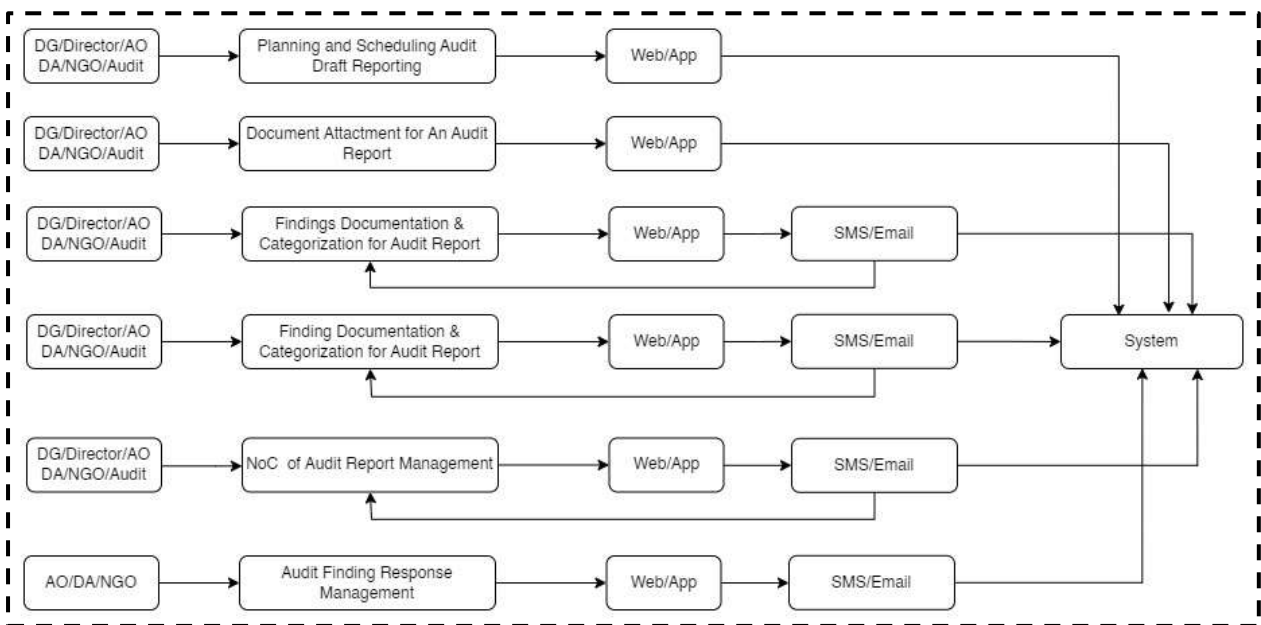 DG/Director/AO
DA/NGO/Audit
Planning and Scheduling Audit
Draft Reporting
Web/App
DG/Director/AO
DA/NGO/Audit
Document Attactment for An Audit
Report
Web/App
DG/Director/AO
DA/NGO/Audit
Findings Documentation &
Categorization for Audit Report
Web/App
SMS/Email
DG/Director/AO
DA/NGO/Audit
Finding Documentation &
Categorization for Audit Report
Web/App
SMS/Email
System
DG/Director/AO
DA/NGO/Audit
NoC of Audit Report Management
Web/App
SMS/Email
AO/DA/NGO
Audit Finding Response
Management
Web/App
SMS/Email